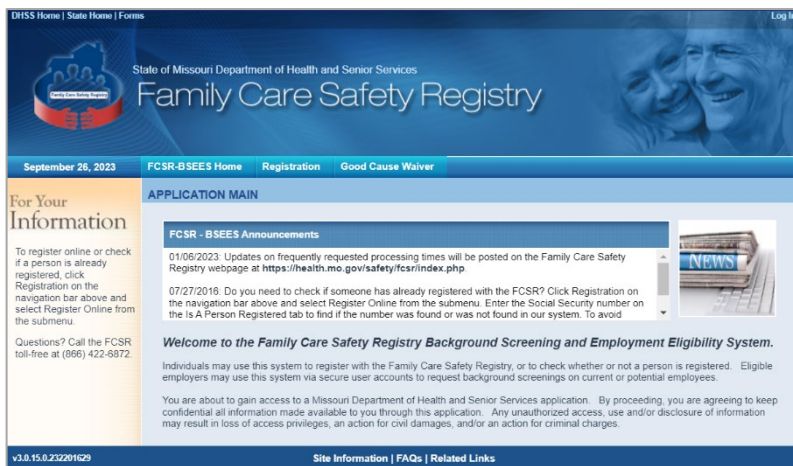 DHSS Home | State Home | Forms
Log In
Family Care Safety Registry
State of Missouri Department of Health and Senior Services
Family Care Safety Registry
September 26, 2023
FCSR-BSEES Home
Registration
Good Cause Waiver
For Your
Information
To register online or check
if a person is already
registered, click
Registration on the
navigation bar above and
select Register Online from
the submenu.
Questions? Call the FCSR
toll-free at (866) 422-6872.
APPLICATION MAIN
FCSR - BSEES Announcements
01/06/2023: Updates on frequently requested processing times will be posted on the Family Care Safety
Registry webpage at https://health.mo.gov/safety/fcsr/index.php.
07/27/2016: Do you need to check if someone has already registered with the FCSR? Click Registration on
the navigation bar above and select Register Online from the submenu. Enter the Social Security number on
the Is A Person Registered tab to find if the number was found or was not found in our system. To avoid
NEWS
Welcome to the Family Care Safety Registry Background Screening and Employment Eligibility System.
Individuals may use this system to register with the Family Care Safety Registry, or to check whether or not a person is registered. Eligible
employers may use this system via secure user accounts to request background screenings on current or potential employees.
You are about to gain access to a Missouri Department of Health and Senior Services application. By proceeding, you are agreeing to keep
confidential all information made available to you through this application. Any unauthorized access, use and/or disclosure of information
may result in loss of access privileges, an action for civil damages, and/or an action for criminal charges.
v3.0.15.0.232201629
Site Information | FAQs | Related Links